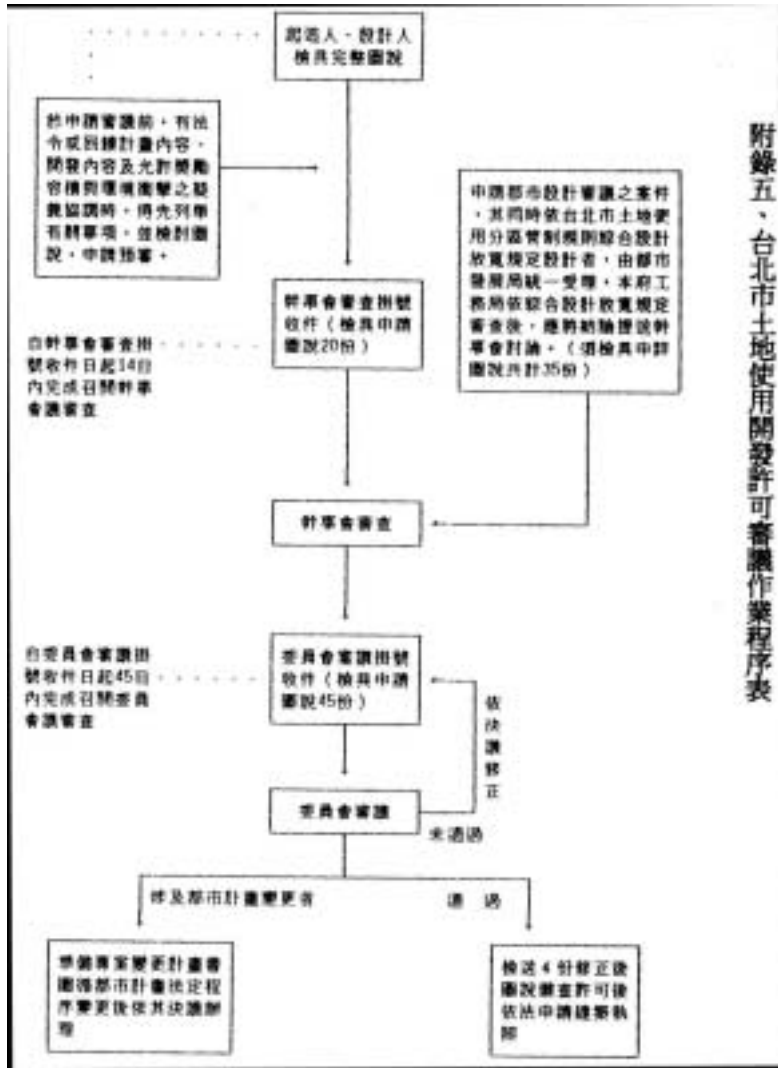 附錄五、台北市土地使用開發許可審議作業程序表
起造人、設計人
檢具完整圖說
於申請審議前，有法
令或回饋計畫內容、
開發內容及允許獎勵
容積與環境衝擊之疑
義協調時，得先列舉
有關事項，並檢討圖
說，申請預審。
申請都市設計審議之案件
，其同時依台北市土地使
用分區管制規則綜合設計
放寬規定設計者，由都市
發展局統一受理，本府工
務局依綜合設計放寬規定
審查後，應將結論提送幹
事會討論。（須檢具申請
圖說共計35份）
幹事會審查掛號
收件（檢具申請
圖說20份）
自幹事會審查掛
號收件日起14日
內完成召開幹事
會議審查
幹事會審查
自委員會審議掛
號收件日起45日
內完成召開委員
會議審查
委員會審議掛號
收件（檢具申請
圖說45份）
依決議修正
委員會審議
未通過
涉及都市計畫變更者
通過
準備專案變更計畫書
圖循都市計畫法定程
序變更後依其決議辦
理
檢送4份修正後
圖說備查許可後
依法申請建築執
照